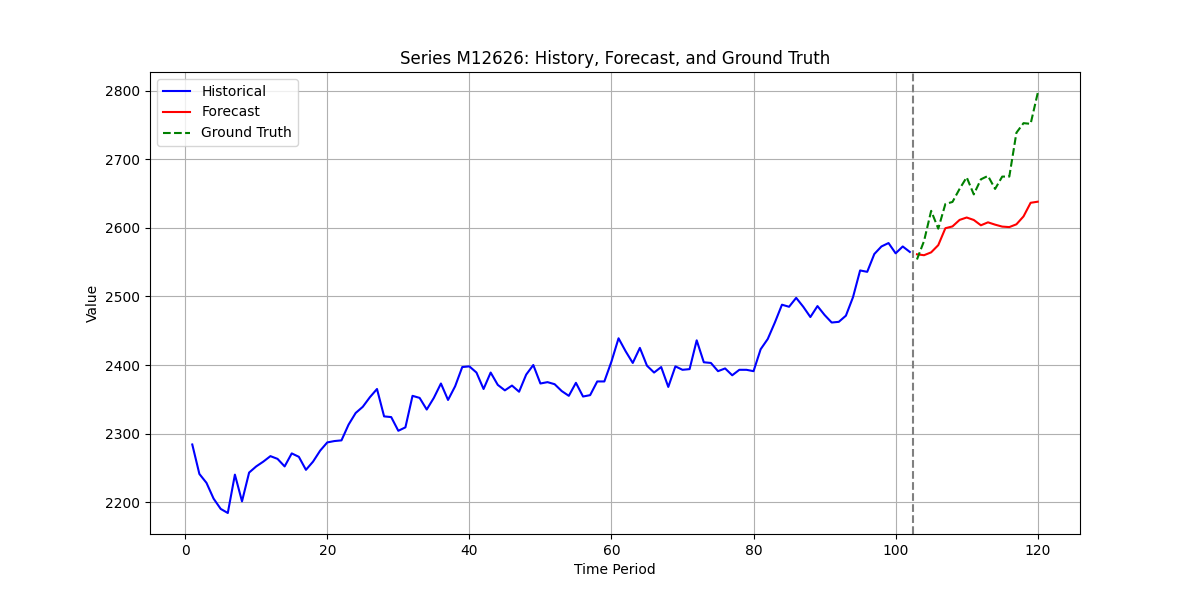 Series M12626: History, Forecast, and Ground Truth
Historical
Forecast
Ground Truth
2800
2700
2600
2500
2400
2300
2200
Value
0 20 40 60 80 100 120
Time Period